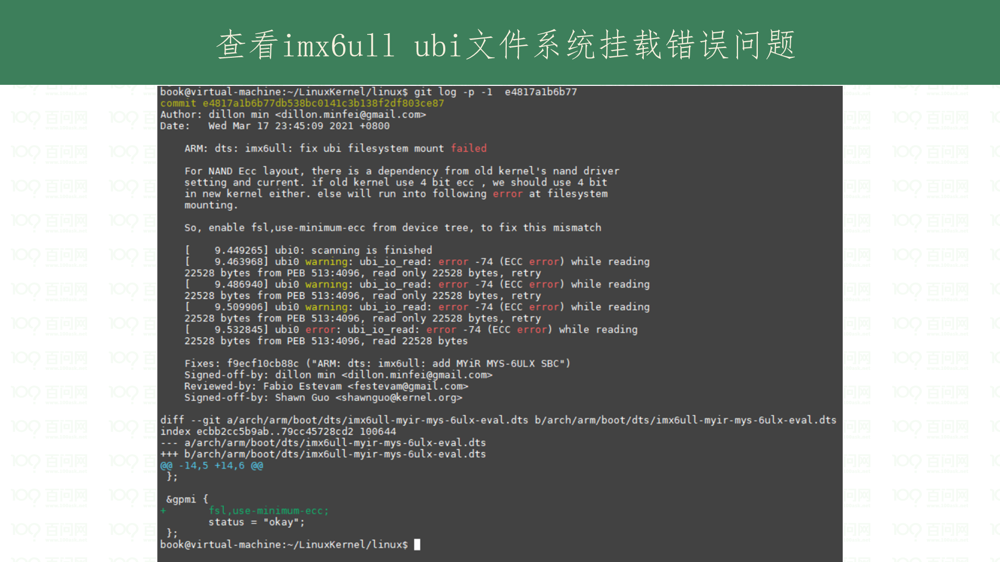 查看imx6ull ubi文件系统挂载错误问题
book@virtual-machine:~/LinuxKernel/linux$ git log -p -1  e4817a1b6b77
commit e4817a1b6b77db538bc0141c3b138f2df803ce87
Author: dillon min <dillon.minfei@gmail.com>
Date:   Wed Mar 17 23:45:09 2021 +0800
    ARM: dts: imx6ull: fix ubi filesystem mount failed
    For NAND Ecc layout, there is a dependency from old kernel's nand driver
    setting and current. if old kernel use 4 bit ecc , we should use 4 bit
    in new kernel either. else will run into following error at filesystem
    mounting.
    So, enable fsl,use-minimum-ecc from device tree, to fix this mismatch
    [    9.449265] ubi0: scanning is finished
    [    9.463968] ubi0 warning: ubi_io_read: error -74 (ECC error) while reading
    22528 bytes from PEB 513:4096, read only 22528 bytes, retry
    [    9.486940] ubi0 warning: ubi_io_read: error -74 (ECC error) while reading
    22528 bytes from PEB 513:4096, read only 22528 bytes, retry
    [    9.509906] ubi0 warning: ubi_io_read: error -74 (ECC error) while reading
    22528 bytes from PEB 513:4096, read only 22528 bytes, retry
    [    9.532845] ubi0 error: ubi_io_read: error -74 (ECC error) while reading
    22528 bytes from PEB 513:4096, read 22528 bytes
    Fixes: f9ecf10cb88c ("ARM: dts: imx6ull: add MYiR MYS-6ULX SBC")
    Signed-off-by: dillon min <dillon.minfei@gmail.com>
    Reviewed-by: Fabio Estevam <festevam@gmail.com>
    Signed-off-by: Shawn Guo <shawnguo@kernel.org>
diff --git a/arch/arm/boot/dts/imx6ull-myir-mys-6ulx-eval.dts b/arch/arm/boot/dts/imx6ull-myir-mys-6ulx-eval.dts
index ecbb2cc5b9ab..79cc45728cd2 100644
--- a/arch/arm/boot/dts/imx6ull-myir-mys-6ulx-eval.dts
+++ b/arch/arm/boot/dts/imx6ull-myir-mys-6ulx-eval.dts
@@ -14,5 +14,6 @@
 };
 &gpmi {
+       fsl,use-minimum-ecc;
        status = "okay";
 };
book@virtual-machine:~/LinuxKernel/linux$